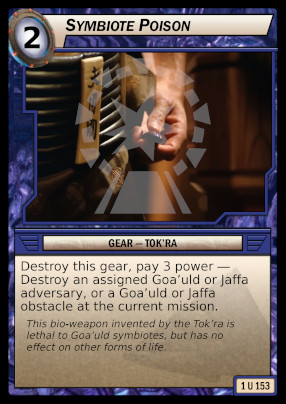 2
SYMBIOTE POISON
GEAR – TOK'RA
Destroy this gear, pay 3 power —
Destroy an assigned Goa'uld or Jaffa
adversary, or a Goa'uld or Jaffa
obstacle at the current mission.
This bio-weapon invented by the Tok'ra is
lethal to Goa'uld symbiotes, but has no
effect on other forms of life.
1 U 153